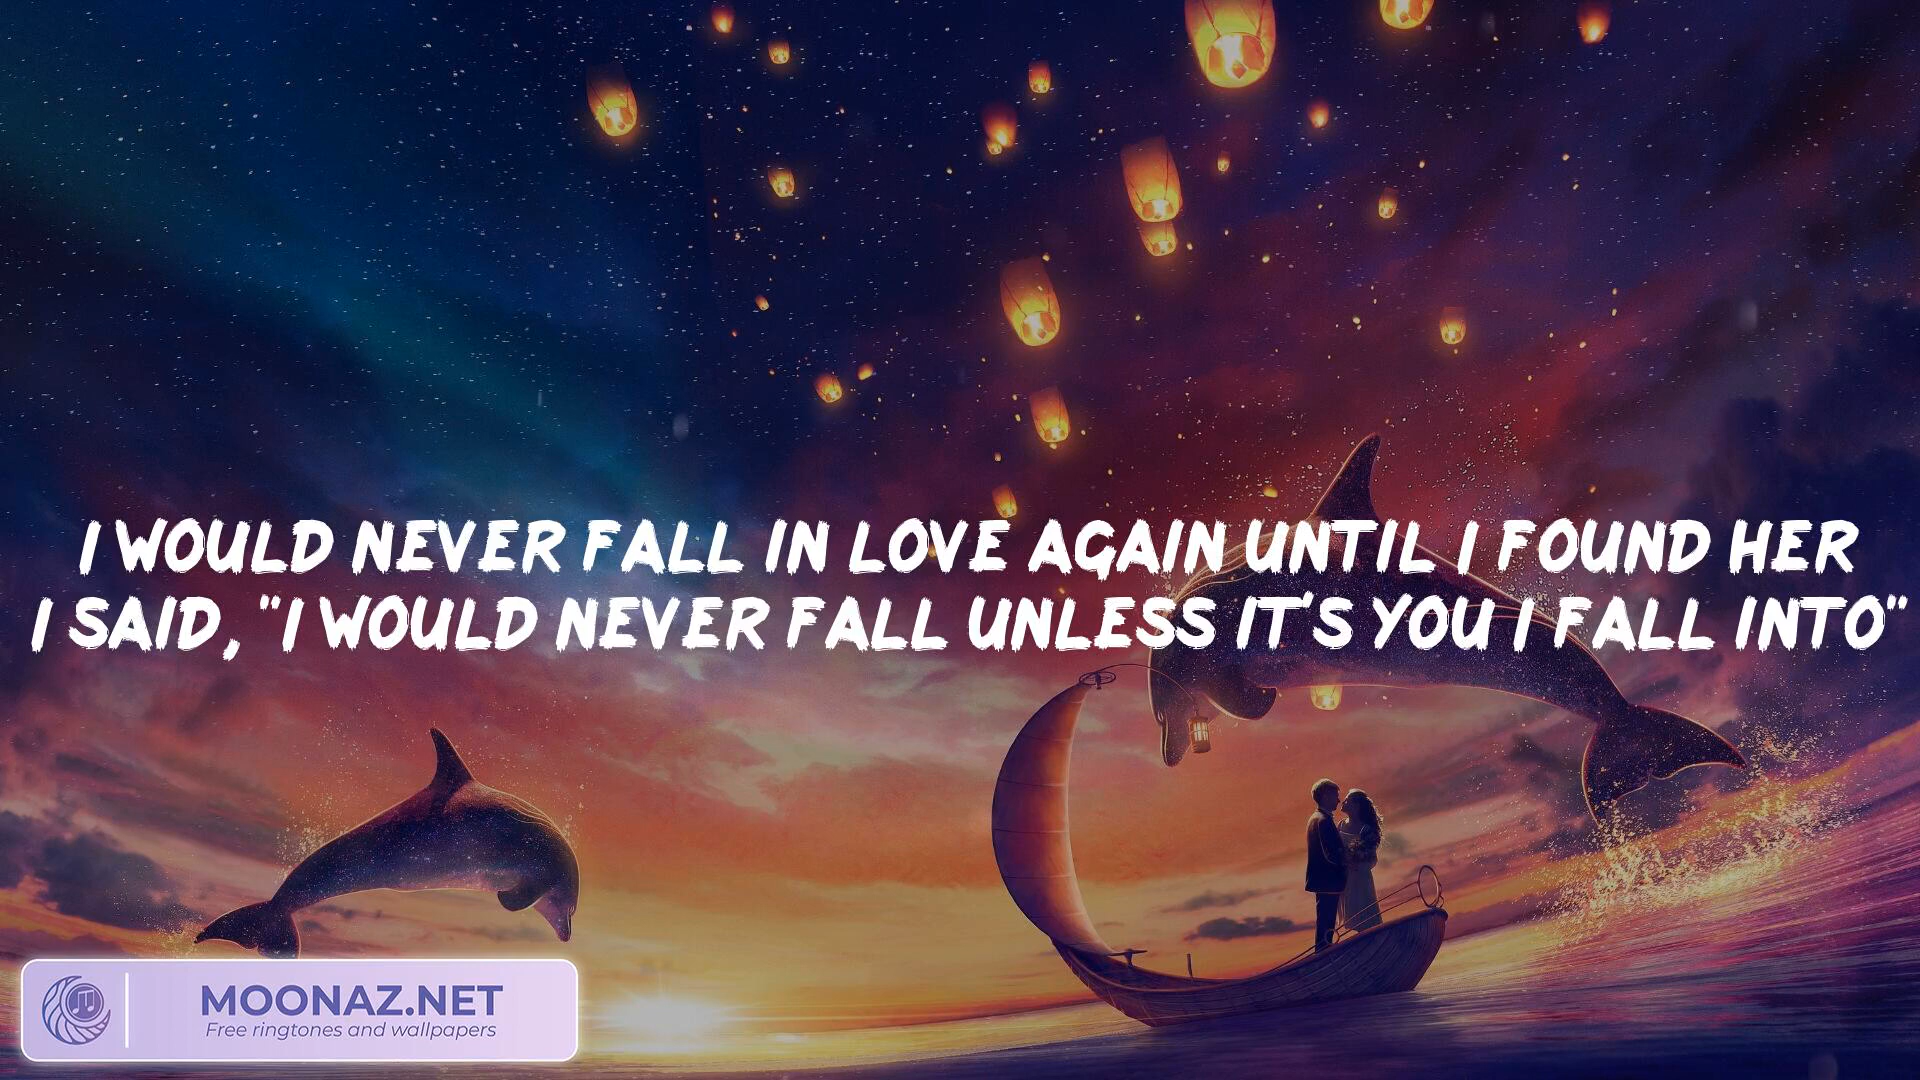 I WOULD NEVER FALL IN LOVE AGAIN UNTIL I FOUND HER
I SAID, "I WOULD NEVER FALL UNLESS IT'S YOU I FALL INTO"
MOONAZ.NET
Free ringtones and wallpapers